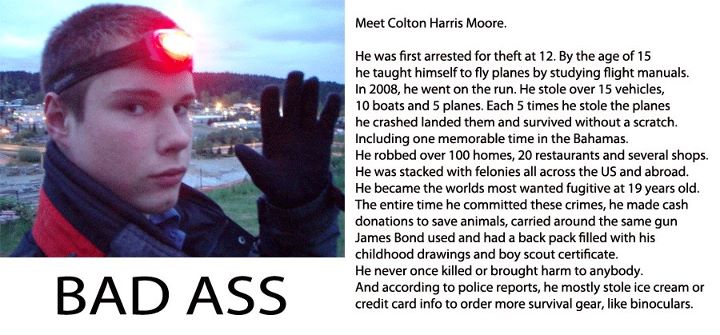 Meet Colton Harris Moore.
He was first arrested for theft at 12. By the age of 15
he taught himself to fly planes by studying flight manuals.
In 2008, he went on the run. He stole over 15 vehicles,
10 boats and 5 planes. Each 5 times he stole the planes
he crashed landed them and survived without a scratch.
Including one memorable time in the Bahamas.
He robbed over 100 homes, 20 restaurants and several shops.
He was stacked with felonies all across the US and abroad.
He became the worlds most wanted fugitive at 19 years old.
The entire time he committed these crimes, he made cash
donations to save animals, carried around the same gun
James Bond used and had a back pack filled with his
childhood drawings and boy scout certificate.
He never once killed or brought harm to anybody.
And according to police reports, he mostly stole ice cream or
credit card info to order more survival gear, like binoculars.
BAD ASS